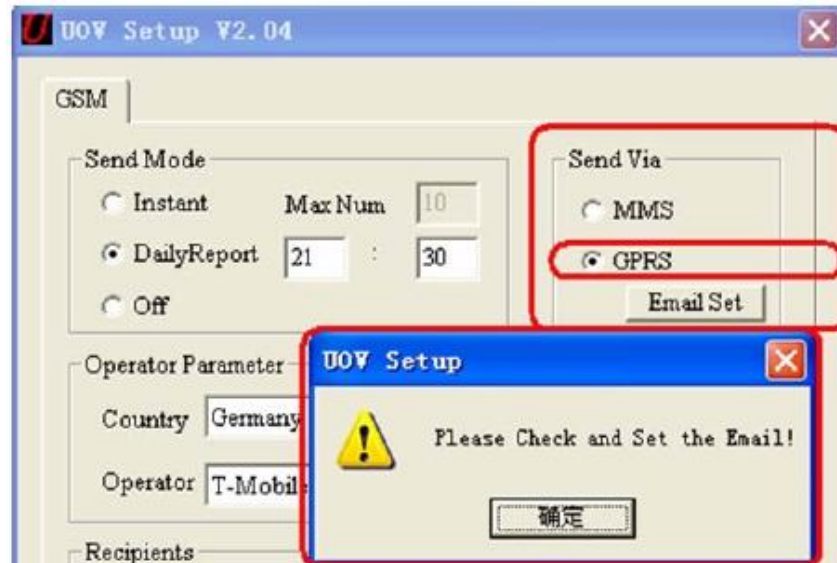 UOV Setup V2.04
GSM
Send Mode
Instant Max Num 10
DailyReport 21 : 30
Off
Send Via
MMS
GPRS
Email Set
Operator Parameter
Country Germany
Operator T-Mobile
UOV Setup
Please Check and Set the Email!
确定
Recipients